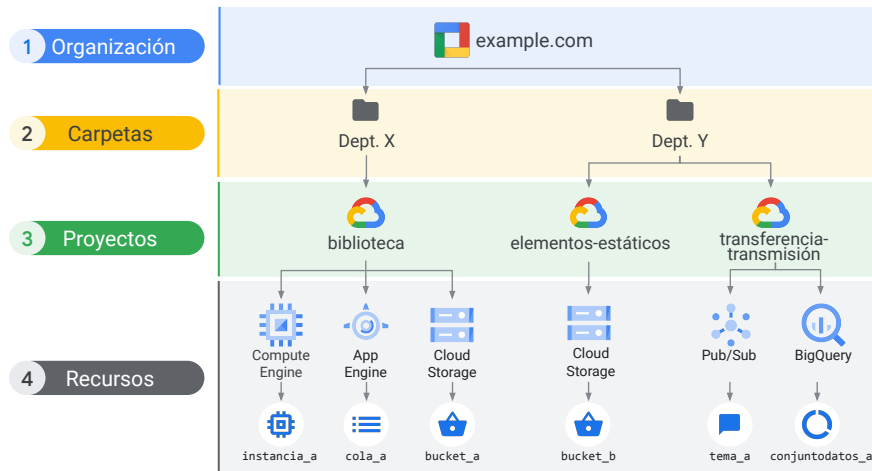 1 Organización
example.com
2 Carpetas
Dept. X
Dept. Y
3 Proyectos
biblioteca
elementos-estáticos
transferencia-
transmisión
4 Recursos
Compute
Engine
App
Engine
Cloud
Storage
Cloud
Storage
Pub/Sub
BigQuery
instancia_a
cola_a
bucket_a
bucket_b
tema_a
conjuntodatos_a